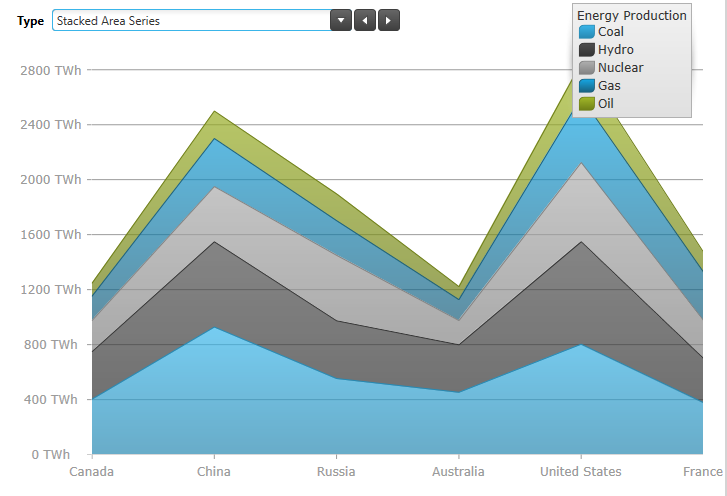 Type Stacked Area Series
Energy Production
Coal
Hydro
Nuclear
Gas
Oil
2800 TWh
2400 TWh
2000 TWh
1600 TWh
1200 TWh
800 TWh
400 TWh
0 TWh
Canada China Russia Australia United States France